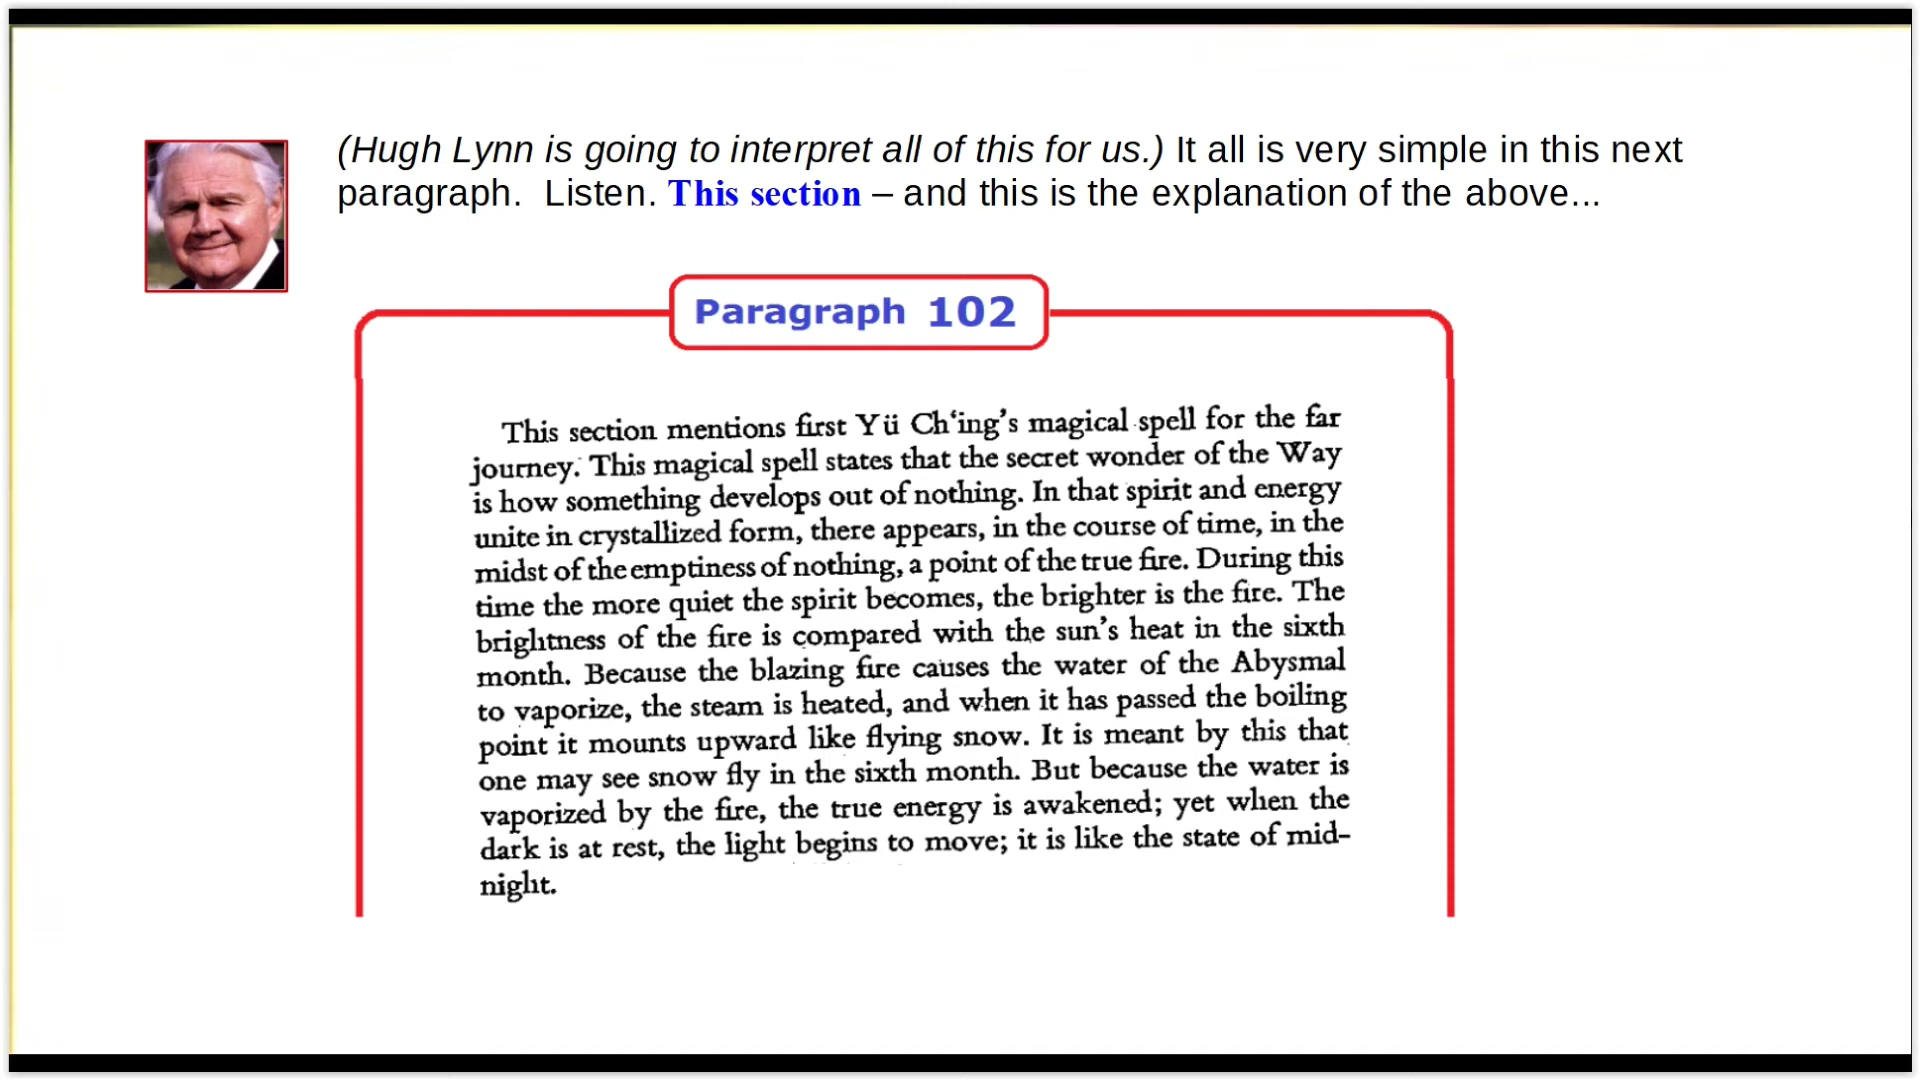 (Hugh Lynn is going to interpret all of this for us.) It all is very simple in this next
paragraph.  Listen. This section – and this is the explanation of the above...
Paragraph 102
This section mentions first Yü Ch‘ing’s magical spell for the far
journey. This magical spell states that the secret wonder of the Way
is how something develops out of nothing. In that spirit and energy
unite in crystallized form, there appears, in the course of time, in the
midst of the emptiness of nothing, a point of the true fire. During this
time the more quiet the spirit becomes, the brighter is the fire. The
brightness of the fire is compared with the sun’s heat in the sixth
month. Because the blazing fire causes the water of the Abysmal
to vaporize, the steam is heated, and when it has passed the boiling
point it mounts upward like flying snow. It is meant by this that
one may see snow fly in the sixth month. But because the water is
vaporized by the fire, the true energy is awakened; yet when the
dark is at rest, the light begins to move; it is like the state of mid-
night.